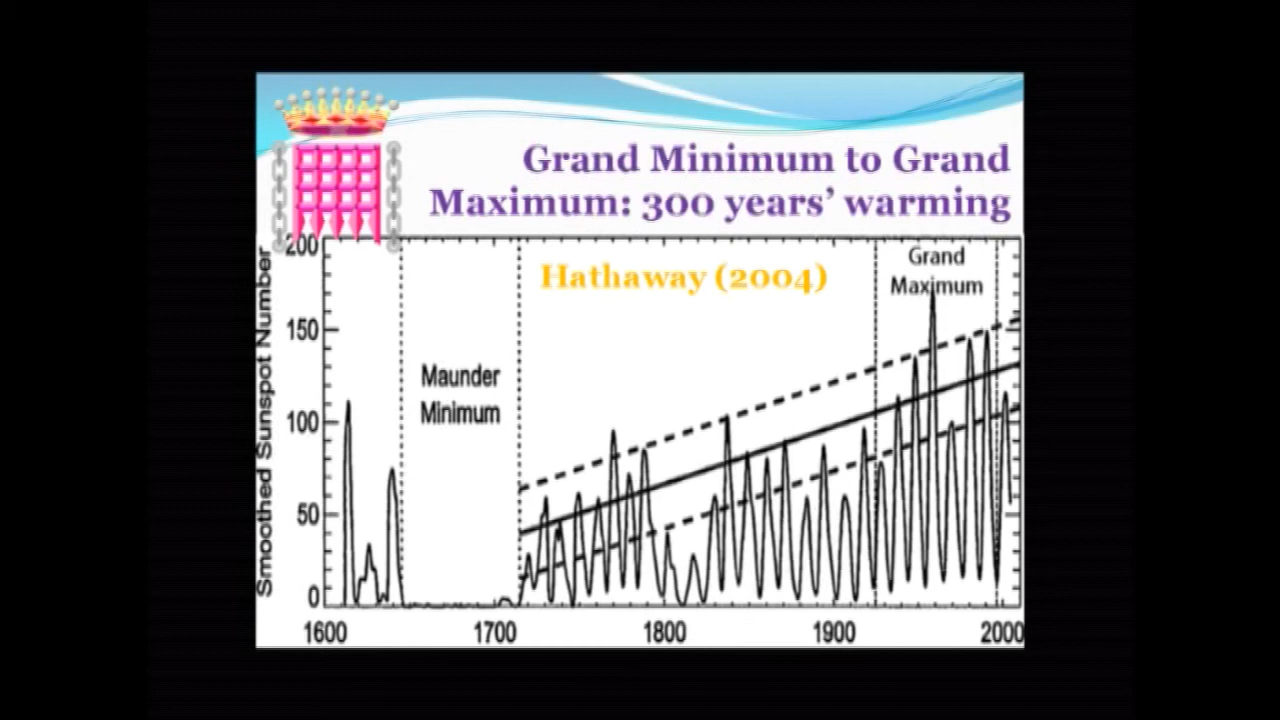 Grand Minimum to Grand
Maximum: 300 years’ warming
Hathaway (2004)
Grand
Maximum
Maunder
Minimum
Smoothed Sunspot Number
200
150
100
50
0
1600
1700
1800
1900
2000